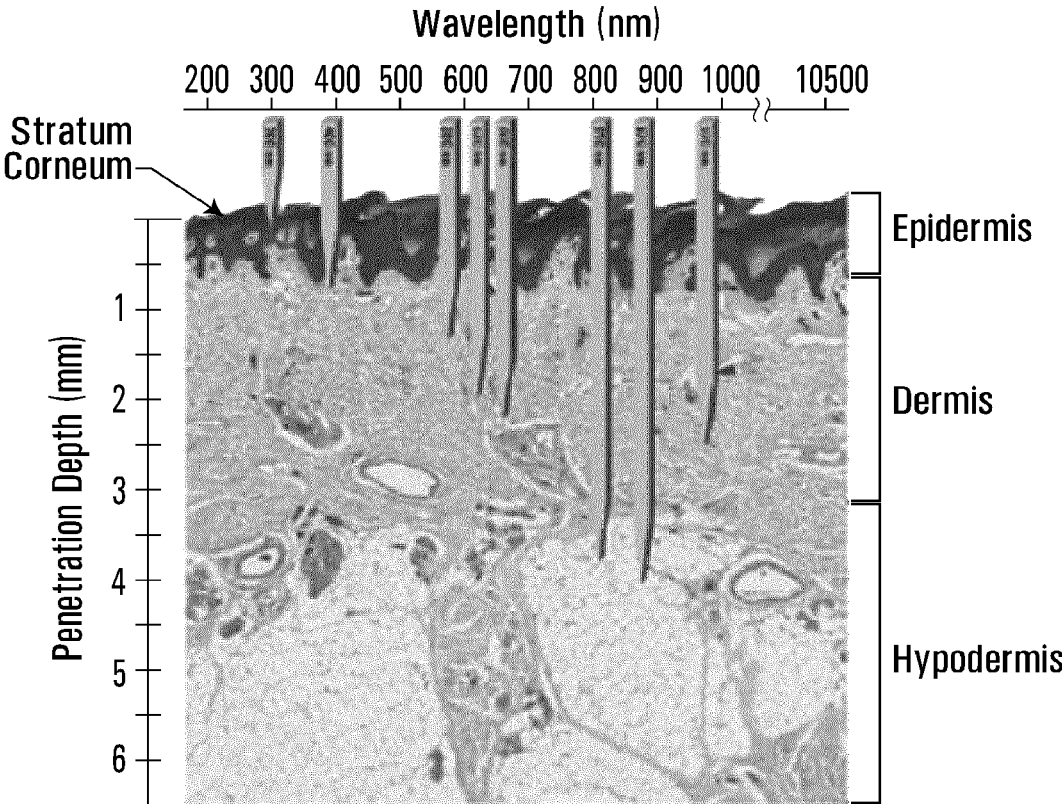 Wavelength (nm)
200 300 400 500 600 700 800 900 1000 10500
Stratum
Corneum
Epidermis
1
2
3
4
5
6
Penetration Depth (mm)
Dermis
Hypodermis